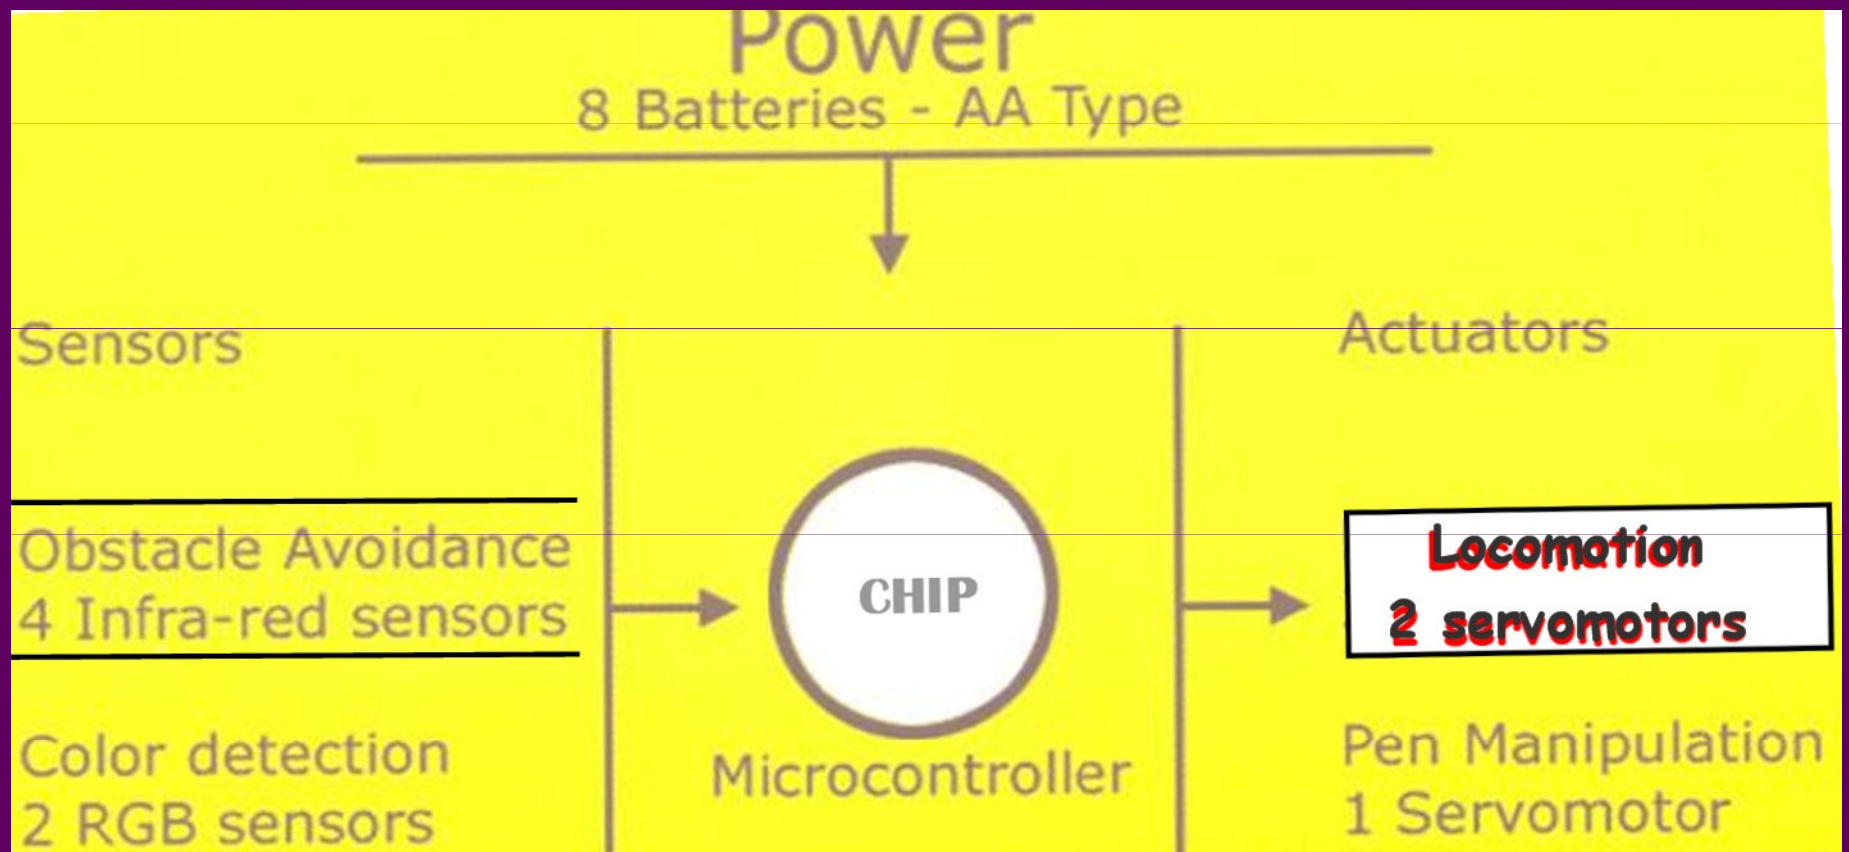 Power
8 Batteries - AA Type
Sensors
Actuators
Obstacle Avoidance
4 Infra-red sensors
CHIP
Locomotion
2 servomotors
Color detection
2 RGB sensors
Microcontroller
Pen Manipulation
1 Servomotor